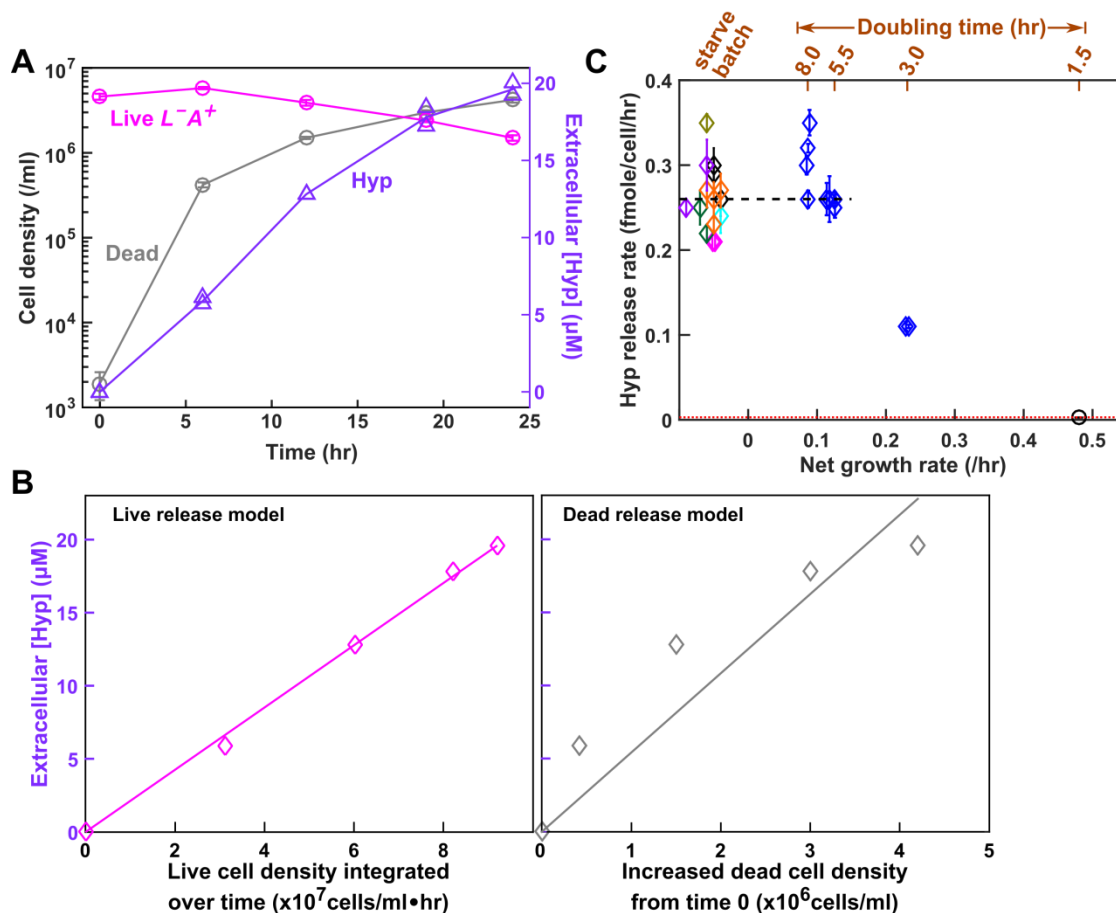 A
Cell density (/ml)
10^7
10^6
10^5
10^4
10^3
Live L⁻A⁺
Dead
Hyp
0
5
10
15
20
25
Time (hr)
20
15
10
5
0
Extracellular [Hyp] (μM)
C
starve
batch
Doubling time (hr)
8.0
5.5
3.0
1.5
Hyp release rate (fmole/cell/hr)
0.4
0.3
0.2
0.1
0
0
0.1
0.2
0.3
0.4
0.5
Net growth rate (/hr)
B
Extracellular [Hyp] (μM)
20
15
10
5
0
Live release model
0
2
4
6
8
Live cell density integrated
over time (x10^7cells/ml•hr)
Dead release model
0
1
2
3
4
5
Increased dead cell density
from time 0 (x10^6cells/ml)